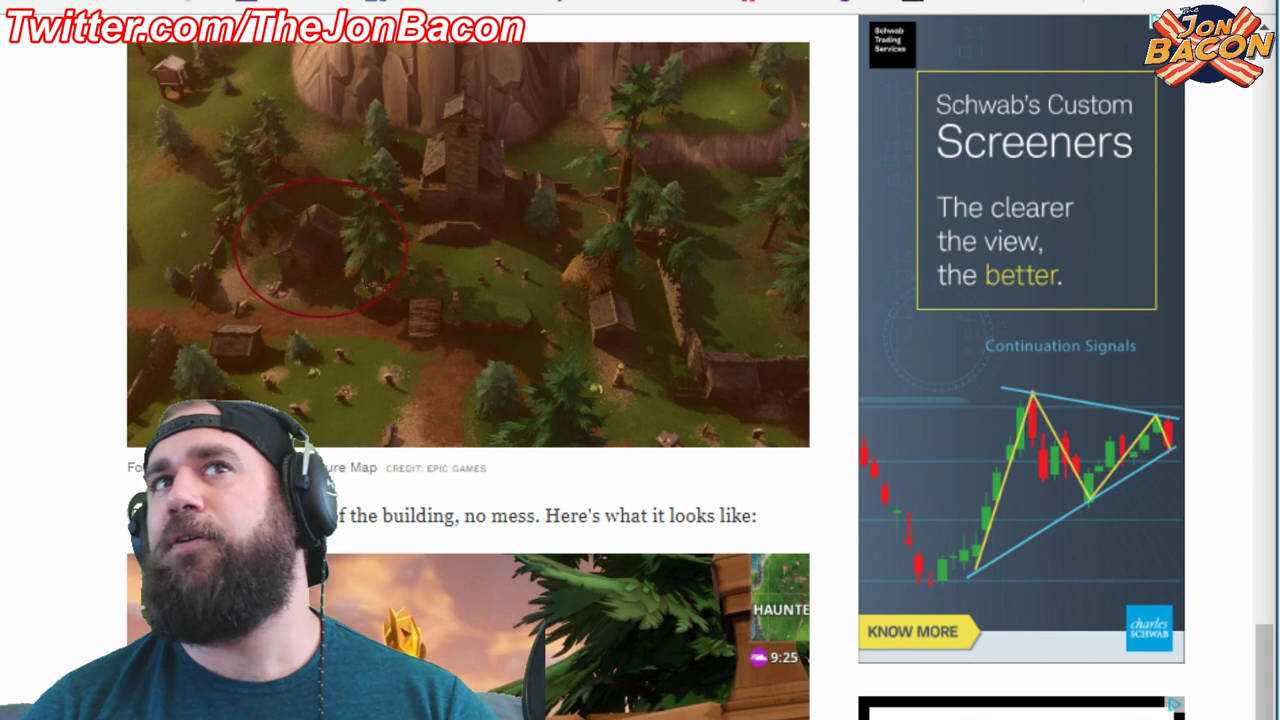 Twitter.com/TheJonBacon
The
JON
BACON
Schwab
Trading
Services
Schwab's Custom
Screeners
The clearer
the view,
the better.
Continuation Signals
ure Map CREDIT: EPIC GAMES
of the building, no mess. Here's what it looks like:
HAUNTE
9:25
KNOW MORE
charles
SCHWAB